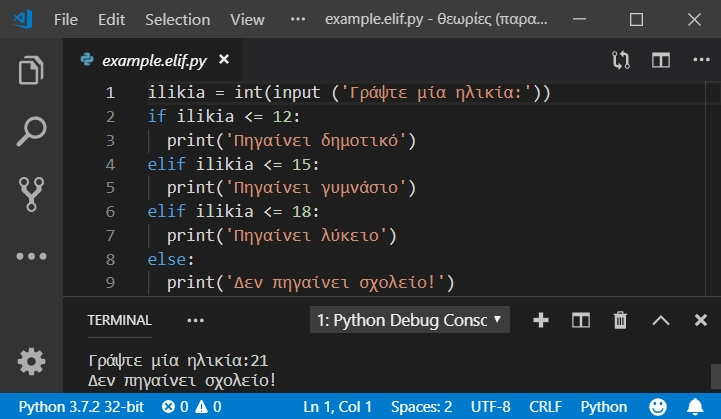 File Edit Selection View ••• example.elif.py - θεωρίες (παρα...
example.elif.py
1 ilikia = int(input ('Γράψτε μία ηλικία:'))
2 if ilikia <= 12:
3   print('Πηγαίνει δημοτικό')
4 elif ilikia <= 15:
5   print('Πηγαίνει γυμνάσιο')
6 elif ilikia <= 18:
7   print('Πηγαίνει λύκειο')
8 else:
9   print('Δεν πηγαίνει σχολείο!')
TERMINAL ••• 1: Python Debug Consc
Γράψτε μία ηλικία:21
Δεν πηγαίνει σχολείο!
Python 3.7.2 32-bit 0 0 Ln 1, Col 1 Spaces: 2 UTF-8 CRLF Python